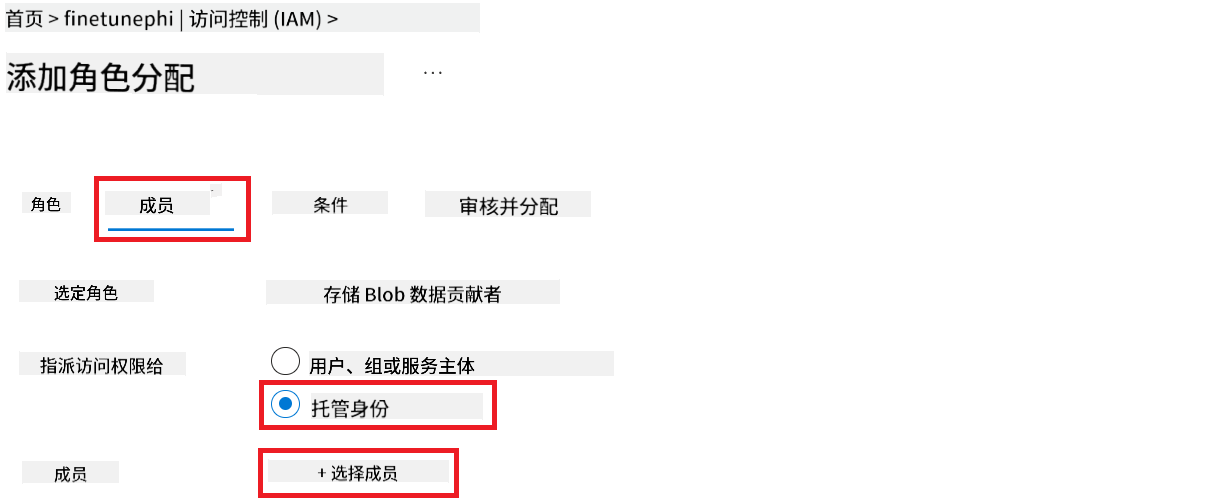 首页 > finetunephi | 访问控制 (IAM) >
添加角色分配 ...
角色 成员 条件 审核并分配
选定角色 存储 Blob 数据贡献者
指派访问权限给 用户、组或服务主体
托管身份
成员 + 选择成员